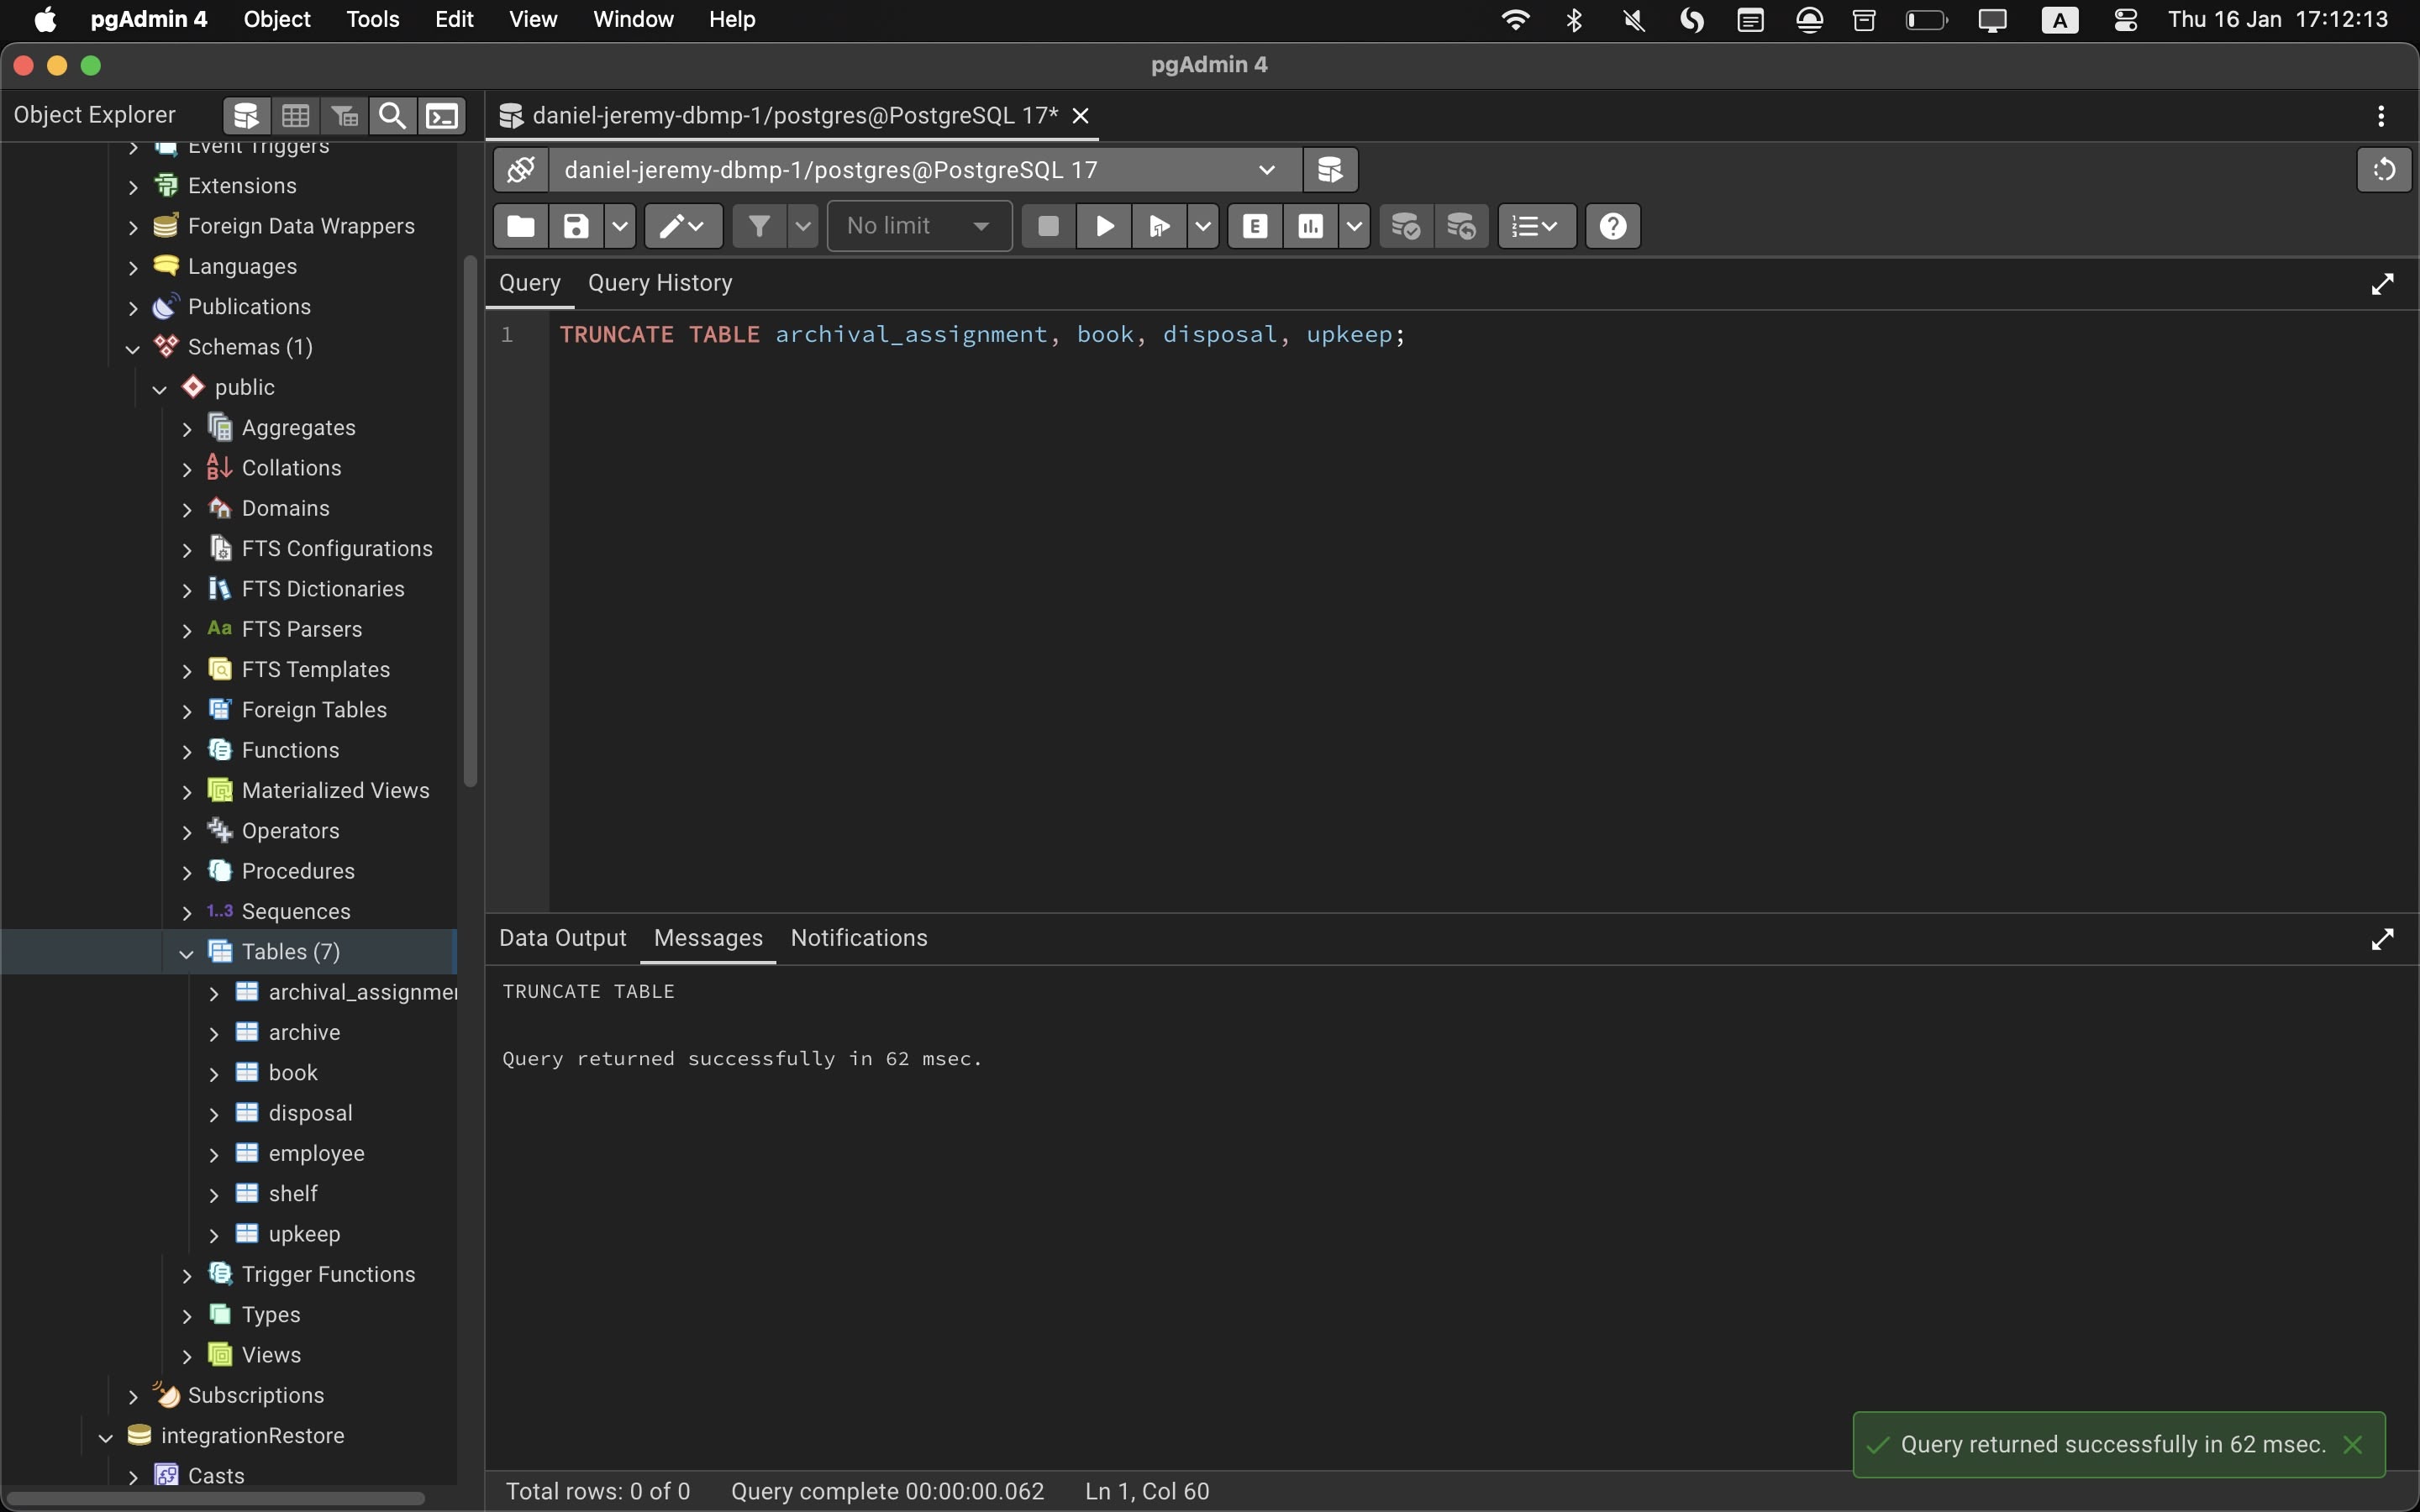 pgAdmin 4 Object Tools Edit View Window Help A Thu 16 Jan 17:12:13
pgAdmin 4
Object Explorer
daniel-jeremy-dbmp-1/postgres@PostgreSQL 17*
daniel-jeremy-dbmp-1/postgres@PostgreSQL 17
No limit
E
Query Query History
1 TRUNCATE TABLE archival_assignment, book, disposal, upkeep;
Event Triggers
Extensions
Foreign Data Wrappers
Languages
Publications
Schemas (1)
public
Aggregates
Collations
Domains
FTS Configurations
FTS Dictionaries
Aa FTS Parsers
FTS Templates
Foreign Tables
Functions
Materialized Views
Operators
Procedures
1..3 Sequences
Tables (7)
archival_assignmen
archive
book
disposal
employee
shelf
upkeep
Trigger Functions
Types
Views
Subscriptions
integrationRestore
Casts
Data Output Messages Notifications
TRUNCATE TABLE
Query returned successfully in 62 msec.
Query returned successfully in 62 msec.
Total rows: 0 of 0 Query complete 00:00:00.062 Ln 1, Col 60